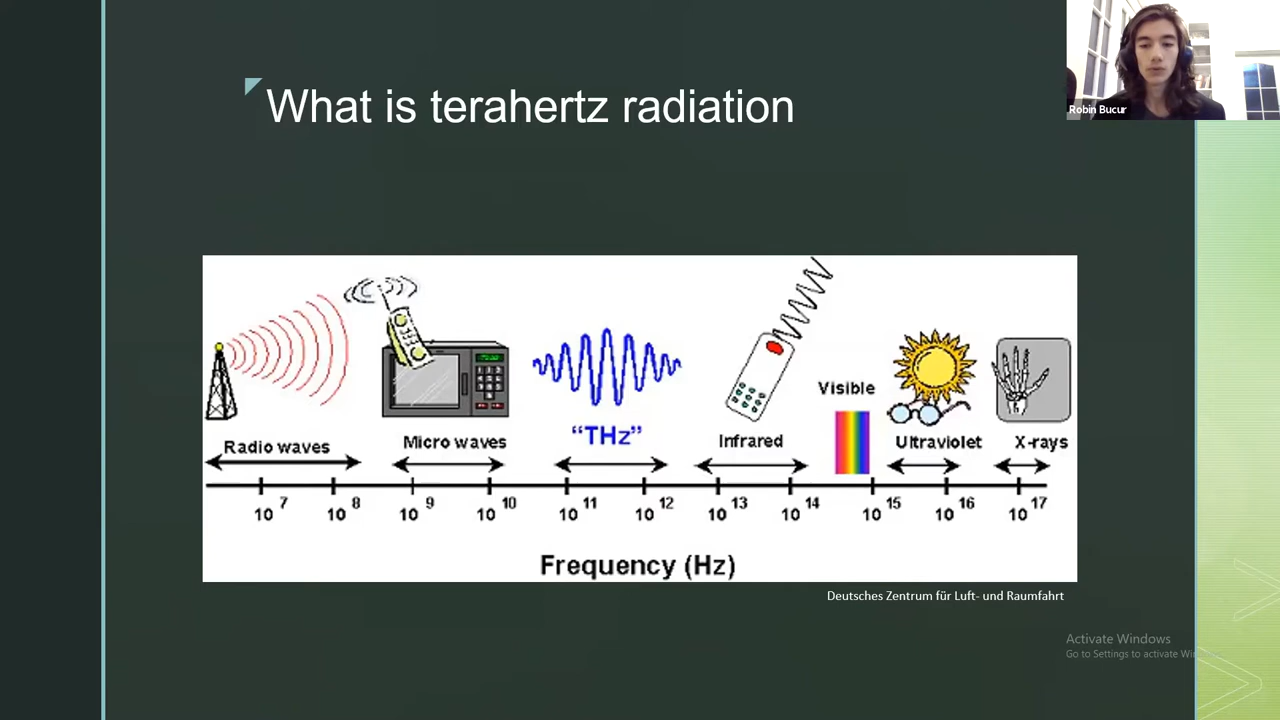 What is terahertz radiation
Robin Bucur
Visible
"THz"
Radio waves
Micro waves
Infrared
Ultraviolet
X-rays
10 7
10 8
10 9
10 10
10 11
10 12
10 13
10 14
10 15
10 16
10 17
Frequency (Hz)
Deutsches Zentrum für Luft- und Raumfahrt
Activate Windows
Go to Settings to activate